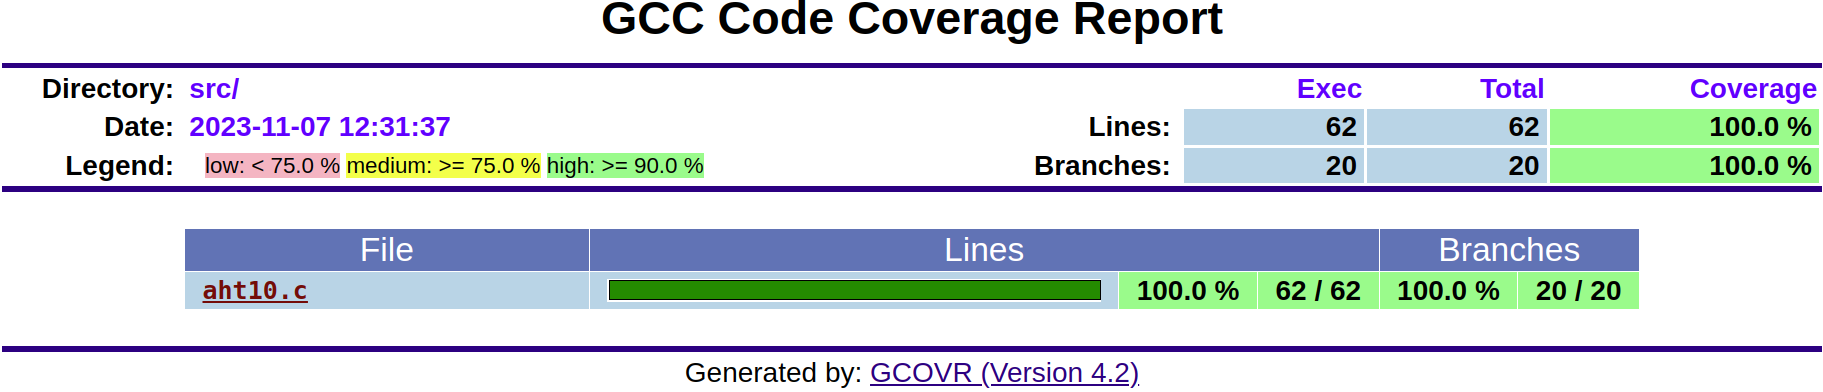 GCC Code Coverage Report
Directory: src/ Exec Total Coverage
Date: 2023-11-07 12:31:37 Lines: 62 62 100.0 %
Legend: low: < 75.0 % medium: >= 75.0 % high: >= 90.0 % Branches: 20 20 100.0 %
File Lines Branches
aht10.c 100.0 % 62 / 62 100.0 % 20 / 20
Generated by: GCOVR (Version 4.2)